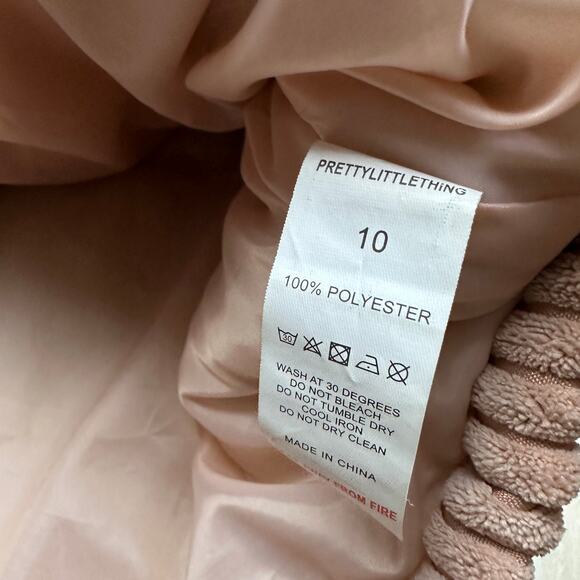 PRETTYLITTLETHiNG
10
100% POLYESTER
30
WASH AT 30 DEGREES
DO NOT BLEACH
DO NOT TUMBLE DRY
COOL IRON
DO NOT DRY CLEAN
MADE IN CHINA
FROM FIRE